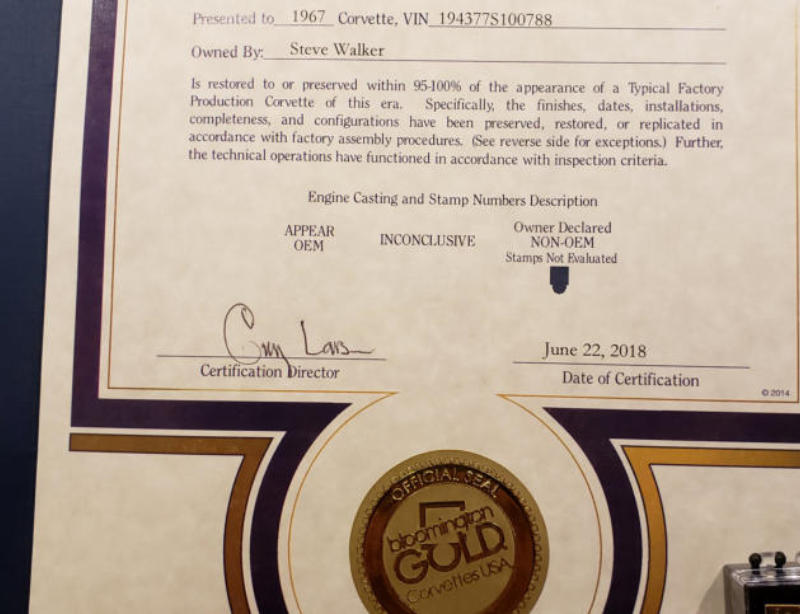 Presented to 1967 Corvette, VIN 194377S100788
Owned By: Steve Walker
Is restored to or preserved within 95-100% of the appearance of a Typical Factory
Production Corvette of this era. Specifically, the finishes, dates, installations,
completeness, and configurations have been preserved, restored, or replicated in
accordance with factory assembly procedures. (See reverse side for exceptions.) Further,
the technical operations have functioned in accordance with inspection criteria.
Engine Casting and Stamp Numbers Description
APPEAR
OEM
INCONCLUSIVE
Owner Declared
NON-OEM
Stamps Not Evaluated
Certification Director
June 22, 2018
Date of Certification
© 2014
OFFICIAL SEAL
bloomington
GOLD
Corvettes USA